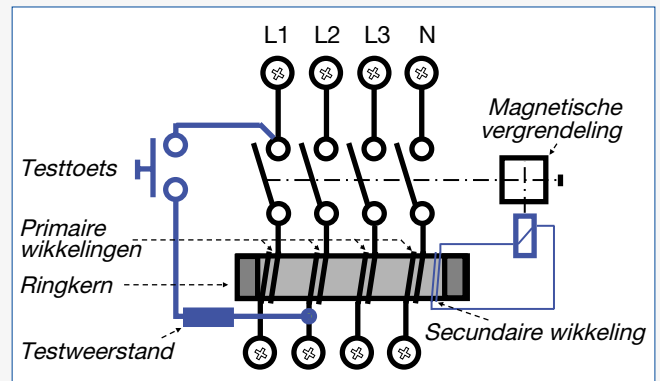 L1 L2 L3 N
Magnetische
vergrendeling
Testtoets
Primaire
wikkelingen
Ringkern
Secundaire wikkeling
Testweerstand